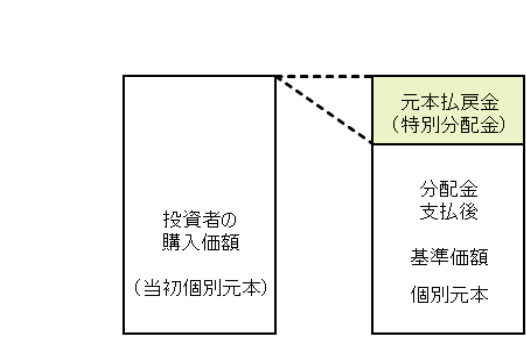 投資者の
購入価額
（当初個別元本）
元本払戻金
（特別分配金）
分配金
支払後
基準価額
個別元本